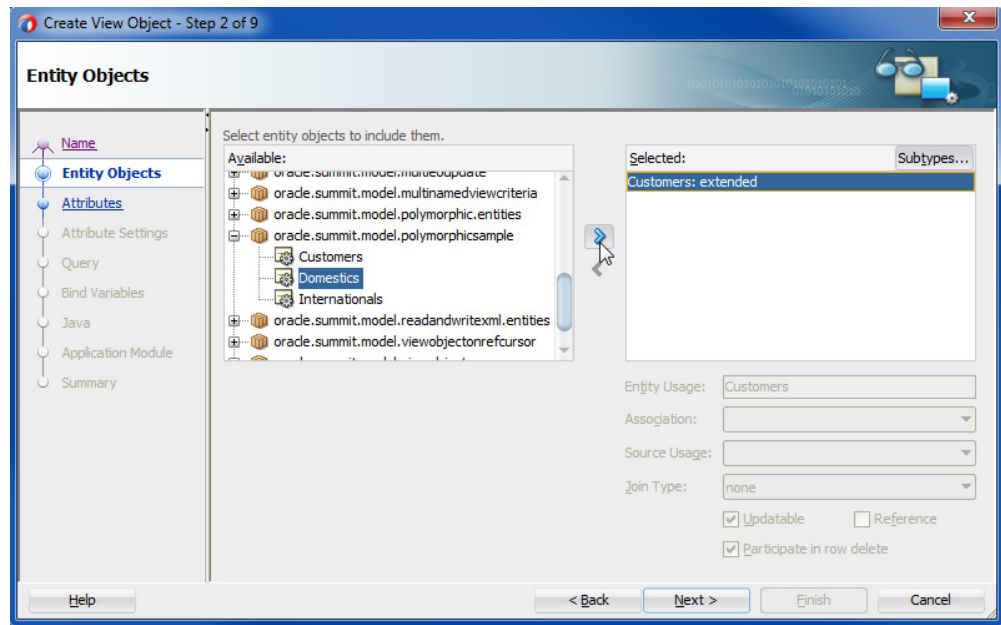 Create View Object - Step 2 of 9
Entity Objects
Name
Entity Objects
Attributes
Attribute Settings
Query
Bind Variables
Java
Application Module
Summary
Select entity objects to include them.
Available:
oracle.summit.model.multieoupdate
oracle.summit.model.multinamedviewcriteria
oracle.summit.model.polymorphic.entities
oracle.summit.model.polymorphicsample
Customers
Domestics
Internationals
oracle.summit.model.readandwritexml.entities
oracle.summit.model.viewobjectonrefcursor
Selected:
Subtypes...
Customers: extended
Entity Usage: Customers
Association:
Source Usage:
Join Type: none
Updatable Reference
Participate in row delete
Help
< Back
Next >
Finish
Cancel